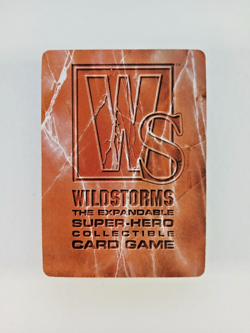 WS
WILDSTORMS
THE EXPANDABLE
SUPER-HERO
COLLECTIBLE
CARD GAME